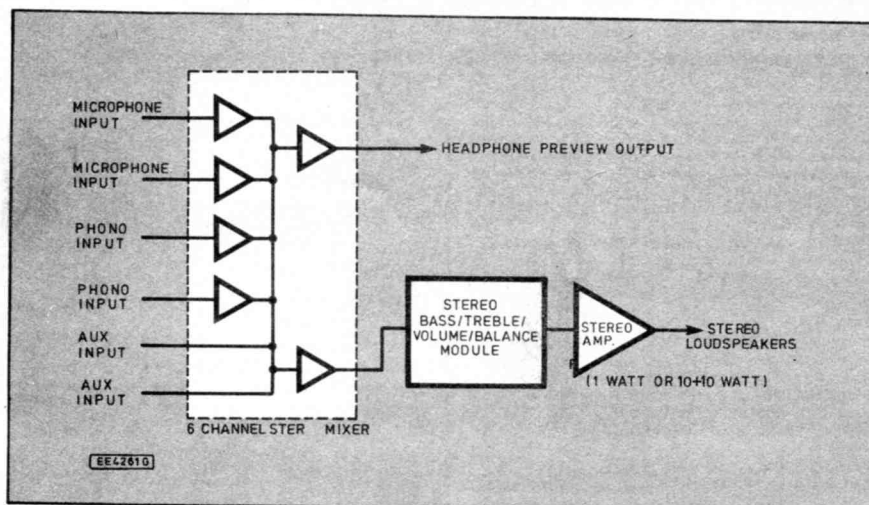 MICROPHONE
INPUT
MICROPHONE
INPUT
PHONO
INPUT
PHONO
INPUT
AUX
INPUT
AUX
INPUT
6 CHANNEL STER MIXER
HEADPHONE PREVIEW OUTPUT
STEREO
BASS/TREBLE/
VOLUME/BALANCE
MODULE
STEREO
AMP.
STEREO
LOUDSPEAKERS
(1 WATT OR 10+10 WATT)
EE4261G